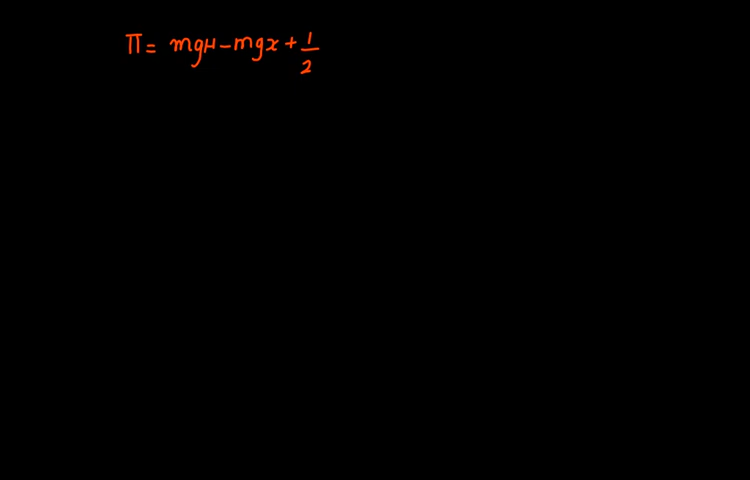 Π = mgH - mgx + 1/2